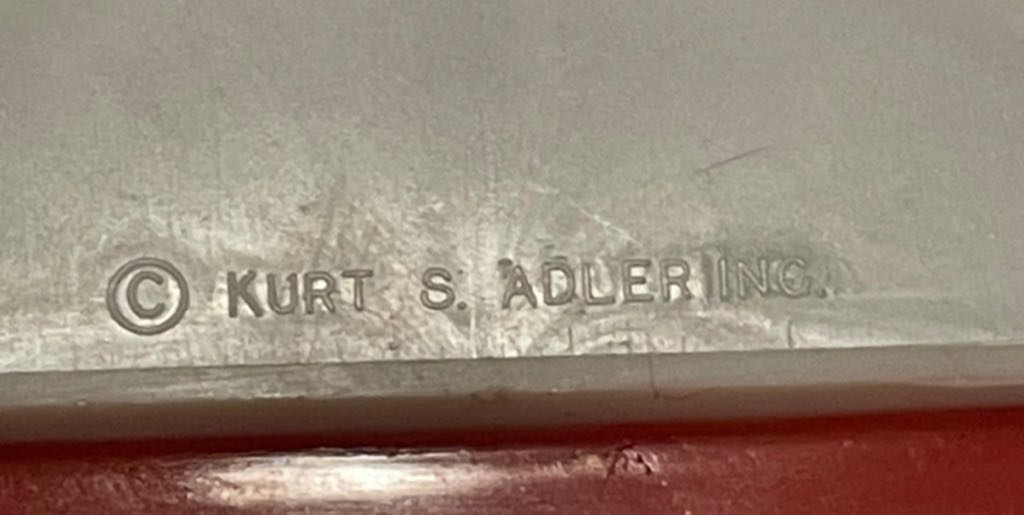 © KURT S. ADLER INC.